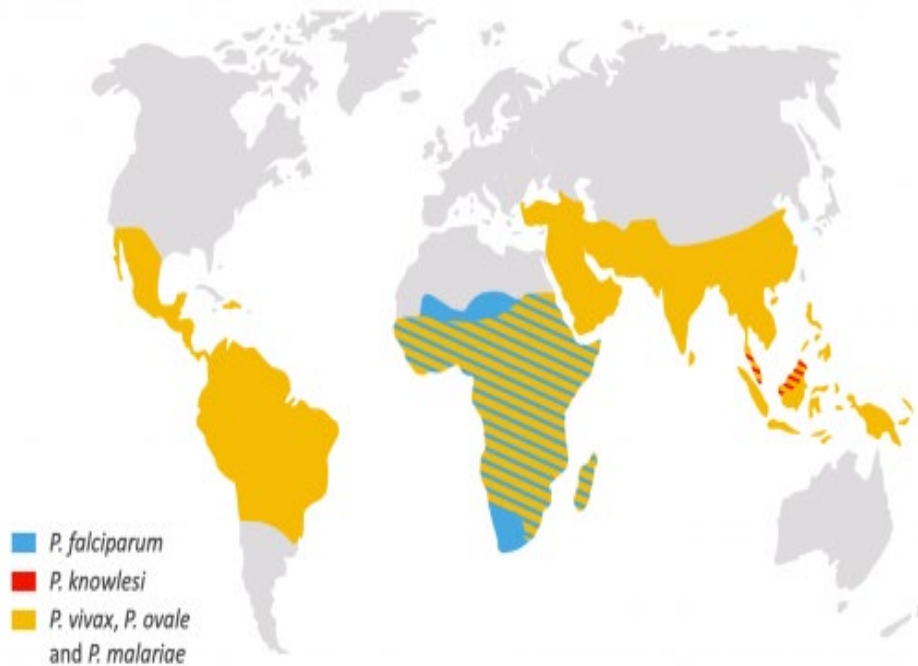 P. falciparum
P. knowlesi
P. vivax, P. ovale
and P. malariae